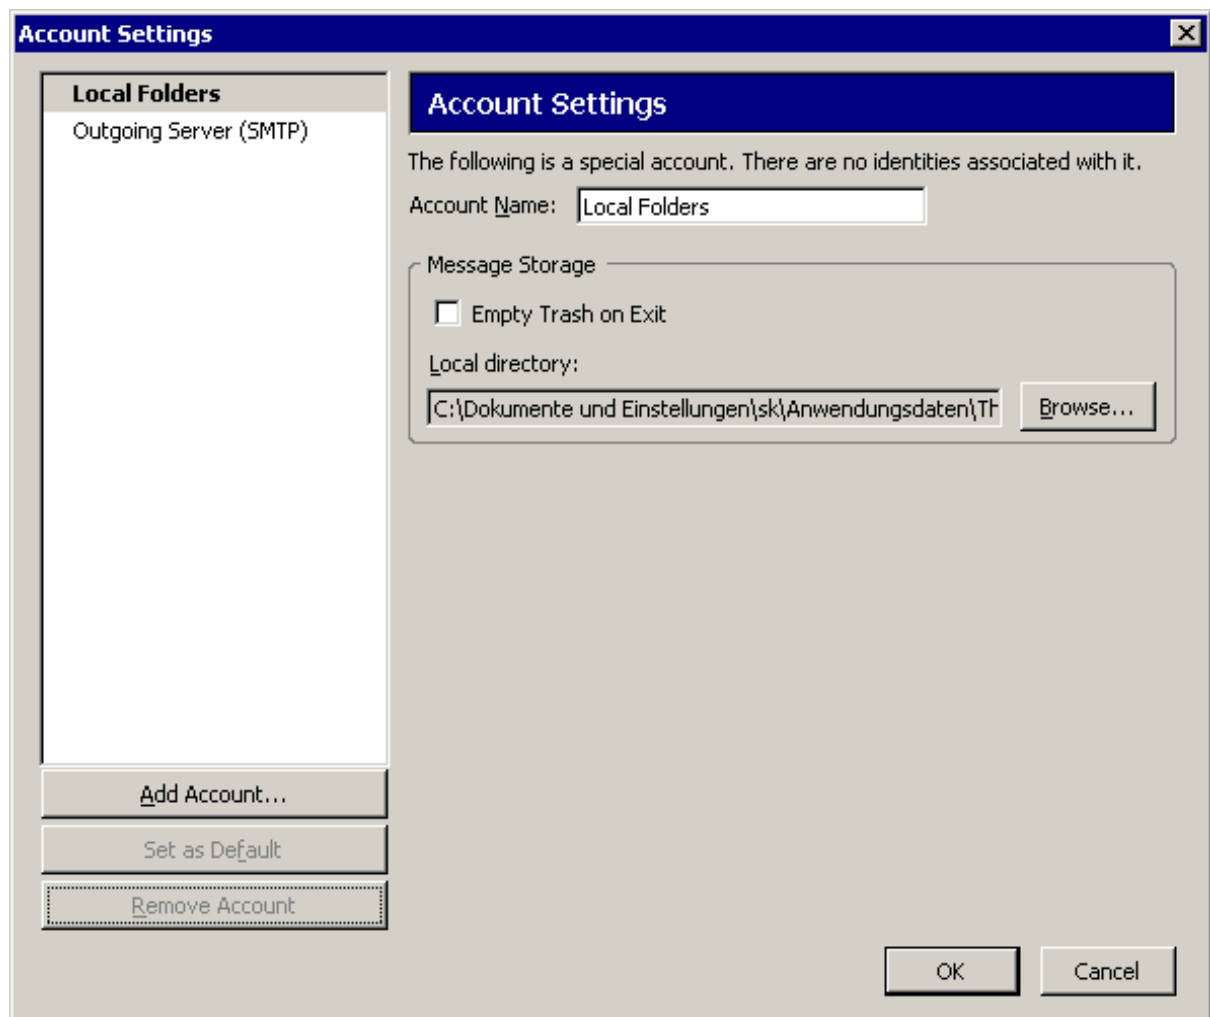 Account Settings
Local Folders
Outgoing Server (SMTP)
Add Account...
Set as Default
Remove Account
Account Settings
The following is a special account. There are no identities associated with it.
Account Name: Local Folders
Message Storage
Empty Trash on Exit
Local directory:
C:\Dokumente und Einstellungen\sk\Anwendungsdaten\Th
Browse...
OK Cancel